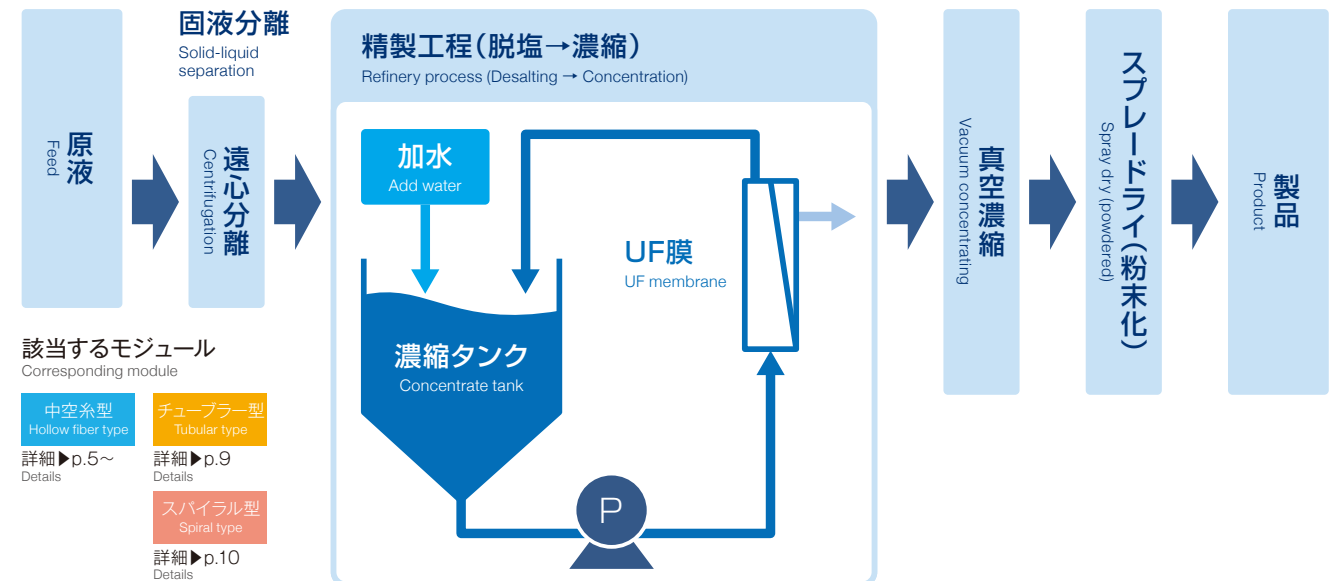 原液
Feed
固液分離
Solid-liquid
separation
遠心分離
Centrifugation
精製工程(脱塩→濃縮)
Refinery process (Desalting → Concentration)
加水
Add water
UF膜
UF membrane
濃縮タンク
Concentrate tank
P
真空濃縮
Vacuum concentrating
スプレードライ(粉末化)
Spray dry (powdered)
製品
Product
該当するモジュール
Corresponding module
中空糸型
Hollow fiber type
詳細▶p.5〜
Details
チューブラー型
Tubular type
詳細▶p.9
Details
スパイラル型
Spiral type
詳細▶p.10
Details